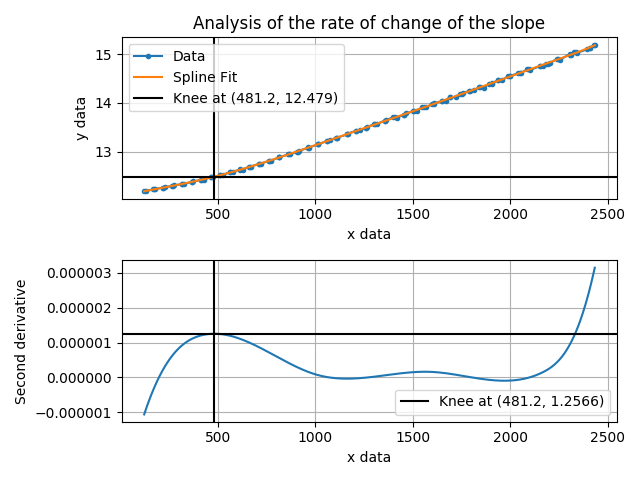 Analysis of the rate of change of the slope
15
14
13
y data
Data
Spline Fit
Knee at (481.2, 12.479)
500
1000
1500
2000
2500
x data
0.000003
0.000002
0.000001
0.000000
−0.000001
Second derivative
Knee at (481.2, 1.2566)
500
1000
1500
2000
2500
x data